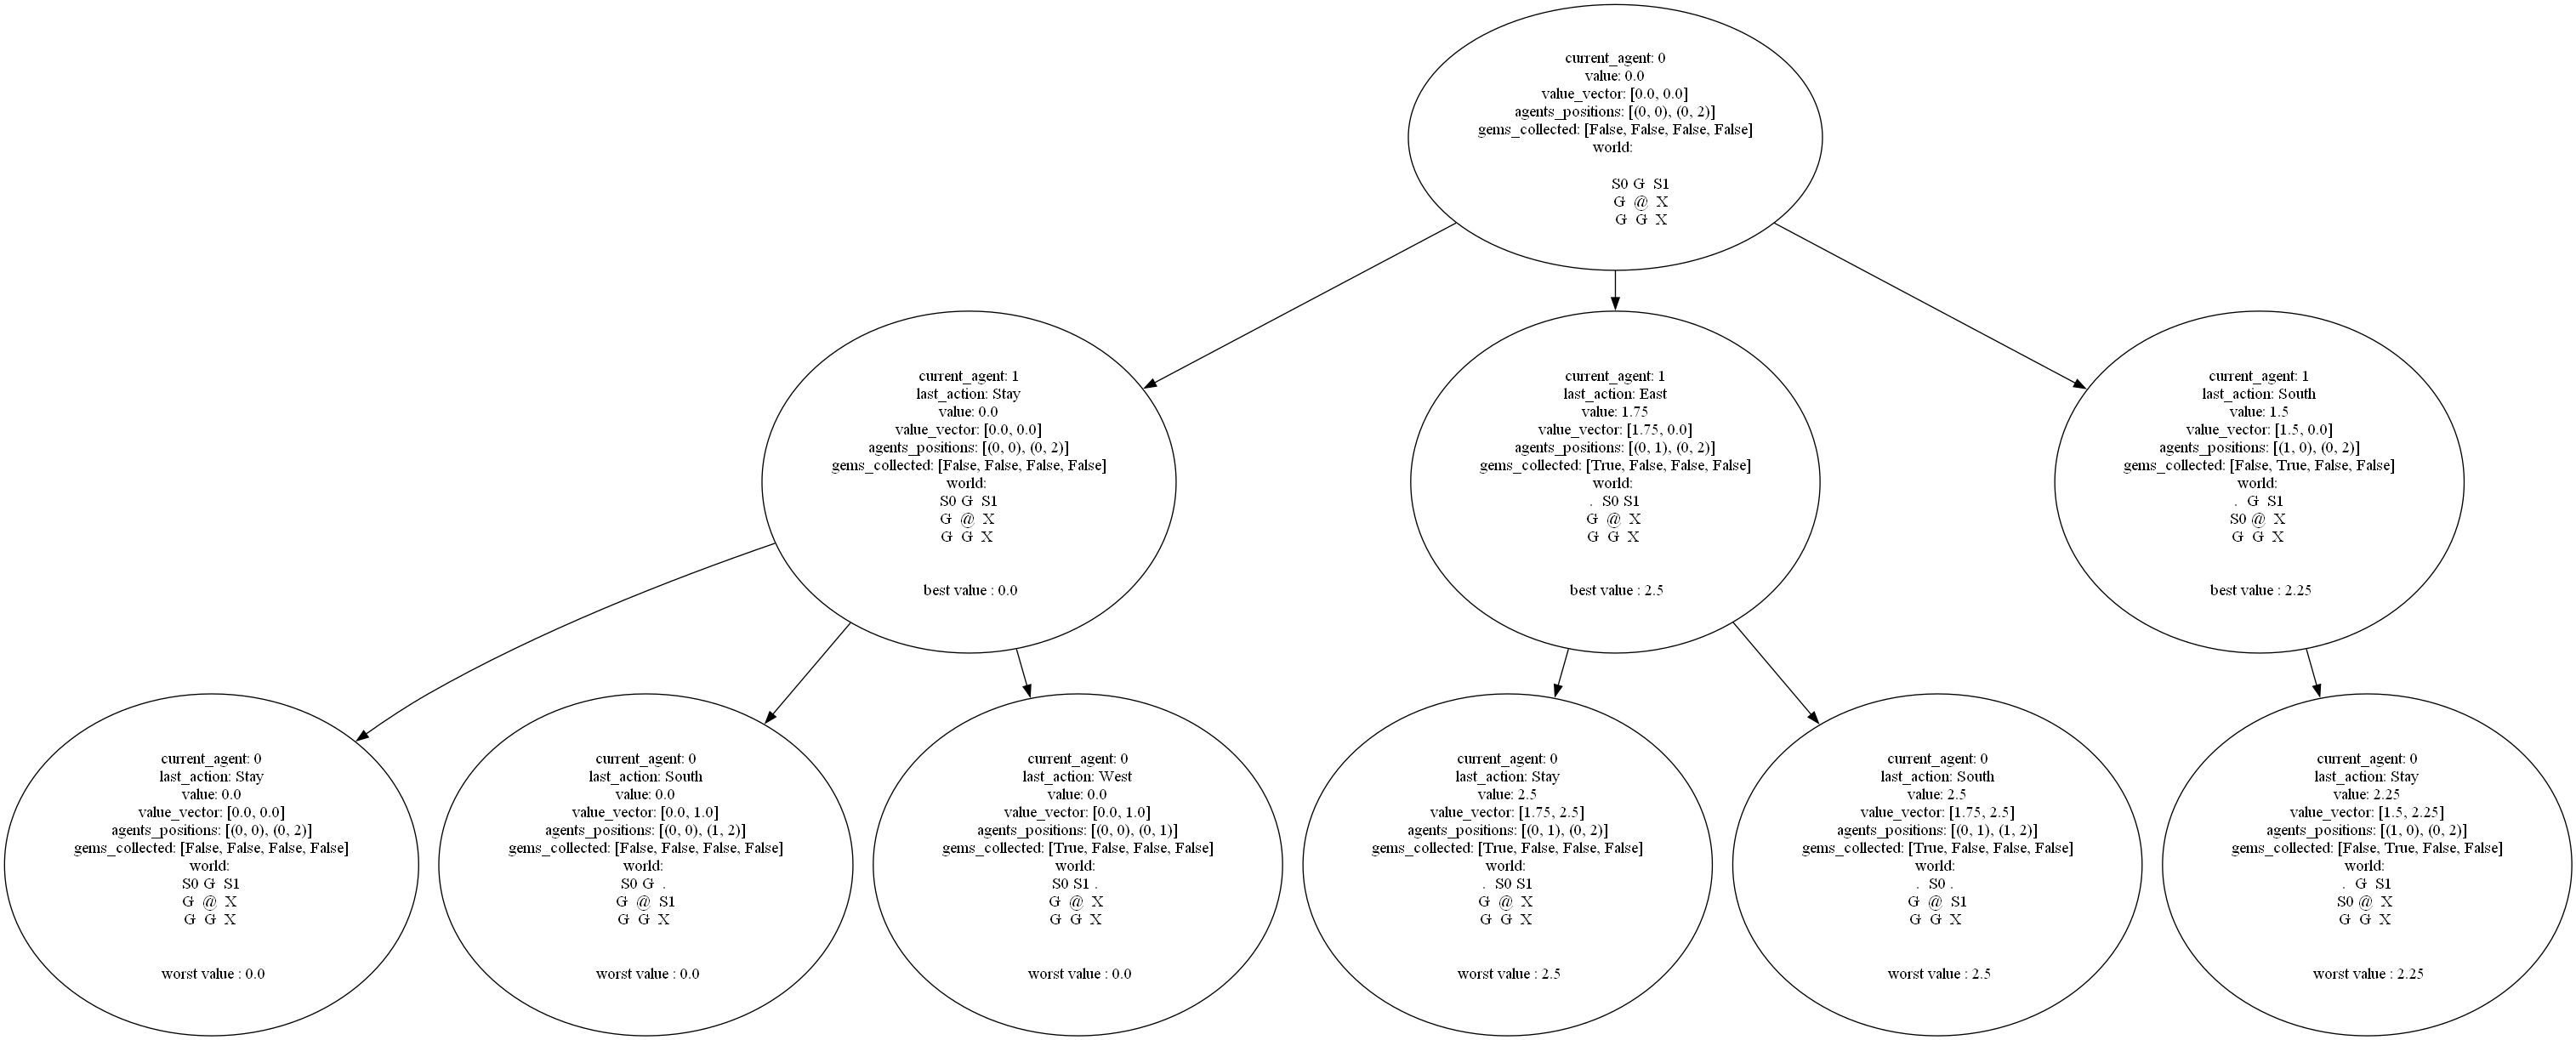 current_agent: 0
value: 0.0
value_vector: [0.0, 0.0]
agents_positions: [(0, 0), (0, 2)]
gems_collected: [False, False, False, False]
world:
S0 G S1
G @ X
G G X
current_agent: 1
last_action: Stay
value: 0.0
value_vector: [0.0, 0.0]
agents_positions: [(0, 0), (0, 2)]
gems_collected: [False, False, False, False]
world:
S0 G S1
G @ X
G G X
best value : 0.0
current_agent: 1
last_action: East
value: 1.75
value_vector: [1.75, 0.0]
agents_positions: [(0, 1), (0, 2)]
gems_collected: [True, False, False, False]
world:
. S0 S1
G @ X
G G X
best value : 2.5
current_agent: 1
last_action: South
value: 1.5
value_vector: [1.5, 0.0]
agents_positions: [(1, 0), (0, 2)]
gems_collected: [False, True, False, False]
world:
. G S1
S0 @ X
G G X
best value : 2.25
current_agent: 0
last_action: Stay
value: 0.0
value_vector: [0.0, 0.0]
agents_positions: [(0, 0), (0, 2)]
gems_collected: [False, False, False, False]
world:
S0 G S1
G @ X
G G X
worst value : 0.0
current_agent: 0
last_action: South
value: 0.0
value_vector: [0.0, 1.0]
agents_positions: [(0, 0), (1, 2)]
gems_collected: [False, False, False, False]
world:
S0 G .
G @ S1
G G X
worst value : 0.0
current_agent: 0
last_action: West
value: 0.0
value_vector: [0.0, 1.0]
agents_positions: [(0, 0), (0, 1)]
gems_collected: [True, False, False, False]
world:
S0 S1 .
G @ X
G G X
worst value : 0.0
current_agent: 0
last_action: Stay
value: 2.5
value_vector: [1.75, 2.5]
agents_positions: [(0, 1), (0, 2)]
gems_collected: [True, False, False, False]
world:
. S0 S1
G @ X
G G X
worst value : 2.5
current_agent: 0
last_action: South
value: 2.5
value_vector: [1.75, 2.5]
agents_positions: [(0, 1), (1, 2)]
gems_collected: [True, False, False, False]
world:
. S0 .
G @ S1
G G X
worst value : 2.5
current_agent: 0
last_action: Stay
value: 2.25
value_vector: [1.5, 2.25]
agents_positions: [(1, 0), (0, 2)]
gems_collected: [False, True, False, False]
world:
. G S1
S0 @ X
G G X
worst value : 2.25